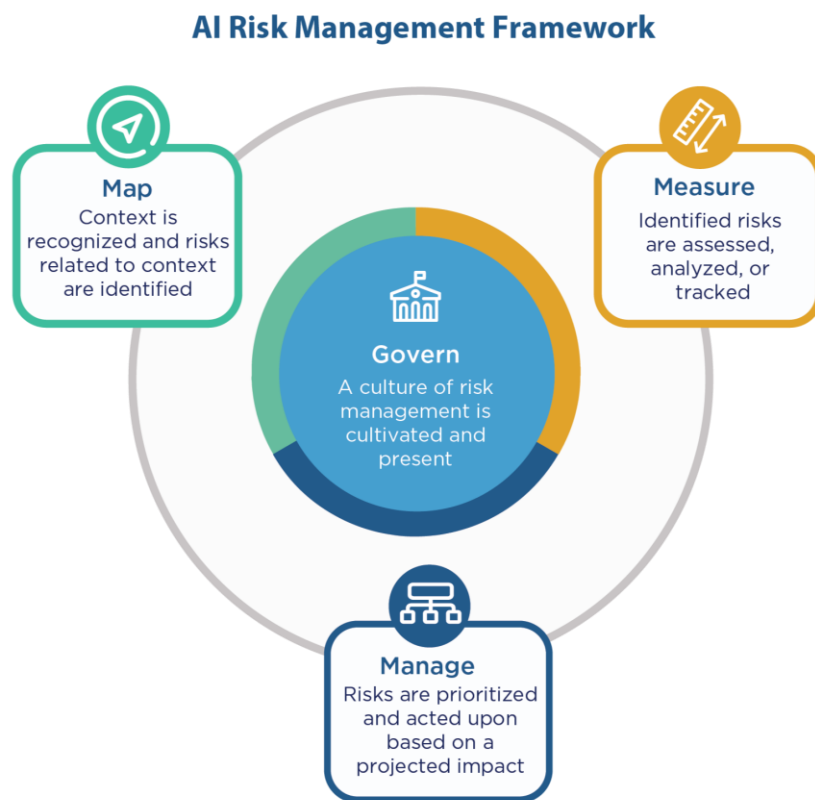 AI Risk Management Framework
Map
Context is
recognized and risks
related to context
are identified
Measure
Identified risks
are assessed,
analyzed, or
tracked
Govern
A culture of risk
management is
cultivated and
present
Manage
Risks are prioritized
and acted upon
based on a
projected impact